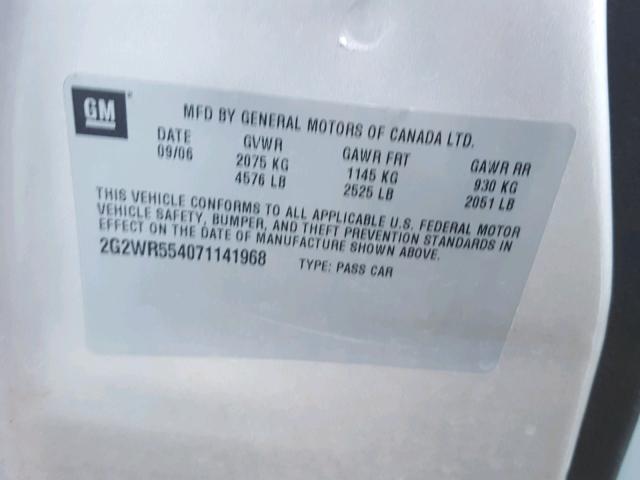 GM®
MFD BY GENERAL MOTORS OF CANADA LTD.
DATE GVWR GAWR FRT GAWR RR
09/06 2075 KG 1145 KG 930 KG
4576 LB 2525 LB 2051 LB
THIS VEHICLE CONFORMS TO ALL APPLICABLE U.S. FEDERAL MOTOR
VEHICLE SAFETY, BUMPER, AND THEFT PREVENTION STANDARDS IN
EFFECT ON THE DATE OF MANUFACTURE SHOWN ABOVE.
2G2WR554071141968 TYPE: PASS CAR